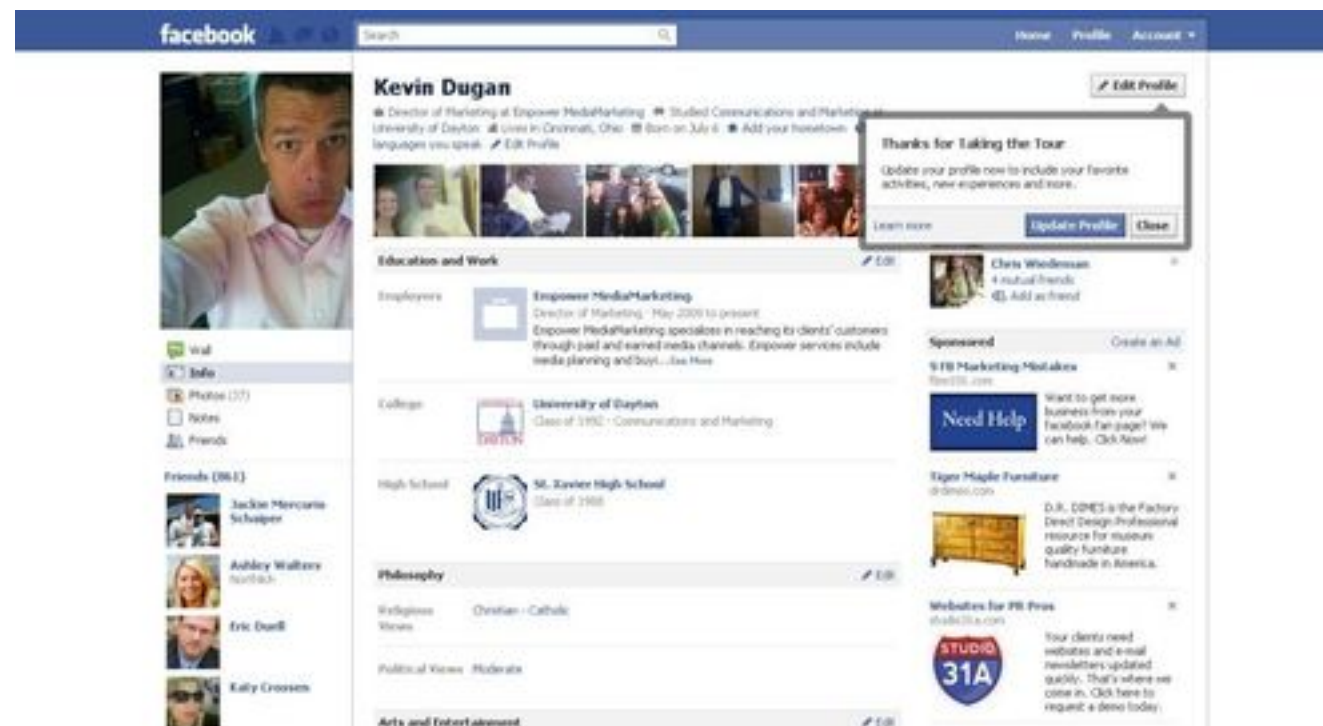 facebook
Search
Home Profile Account
Kevin Dugan
Edit Profile
Director of Marketing at Empower MediaMarketing Studied Communications and Marketing at
University of Dayton Lives in Cincinnati, Ohio Born on July 6 Add your hometown
languages you speak Edit Profile
Thanks for Taking the Tour
Update your profile now to include your favorite
activities, new experiences and more.
Learn more Update Profile Close
Education and Work Edit
Employers
Empower MediaMarketing
Director of Marketing · May 2000 to present
Empower MediaMarketing specializes in reaching its clients' customers
through paid and earned media channels. Empower services include
media planning and buyi... See More
College
University of Dayton
Class of 1992 · Communications and Marketing
DAYTON
High School
St. Xavier High School
Class of 1988
Philosophy Edit
Religious Views
Christian - Catholic
Political Views Moderate
Arts and Entertainment Edit
Wall
Info
Photos (37)
Notes
Friends
Friends (861)
Jackie Mercurio
Schaiper
Ashley Walters
Eric Duell
Katy Croosen
Chris Wiedeman
4 mutual friends
Add as friend
Sponsored Create an Ad
9 FB Marketing Mistakes
Need Help
Want to get more
business from your
facebook fan page? We
can help. Click Now!
Tiger Maple Furniture
drdimes.com
D.R. DIMES is the Factory
Direct Design Professional
resource for museum
quality furniture
handmade in America.
Websites for PR Pros
studio31a.com
STUDIO
31A
Your clients need
websites and e-mail
newsletters updated
quickly. That's where we
come in. Click here to
request a demo today.